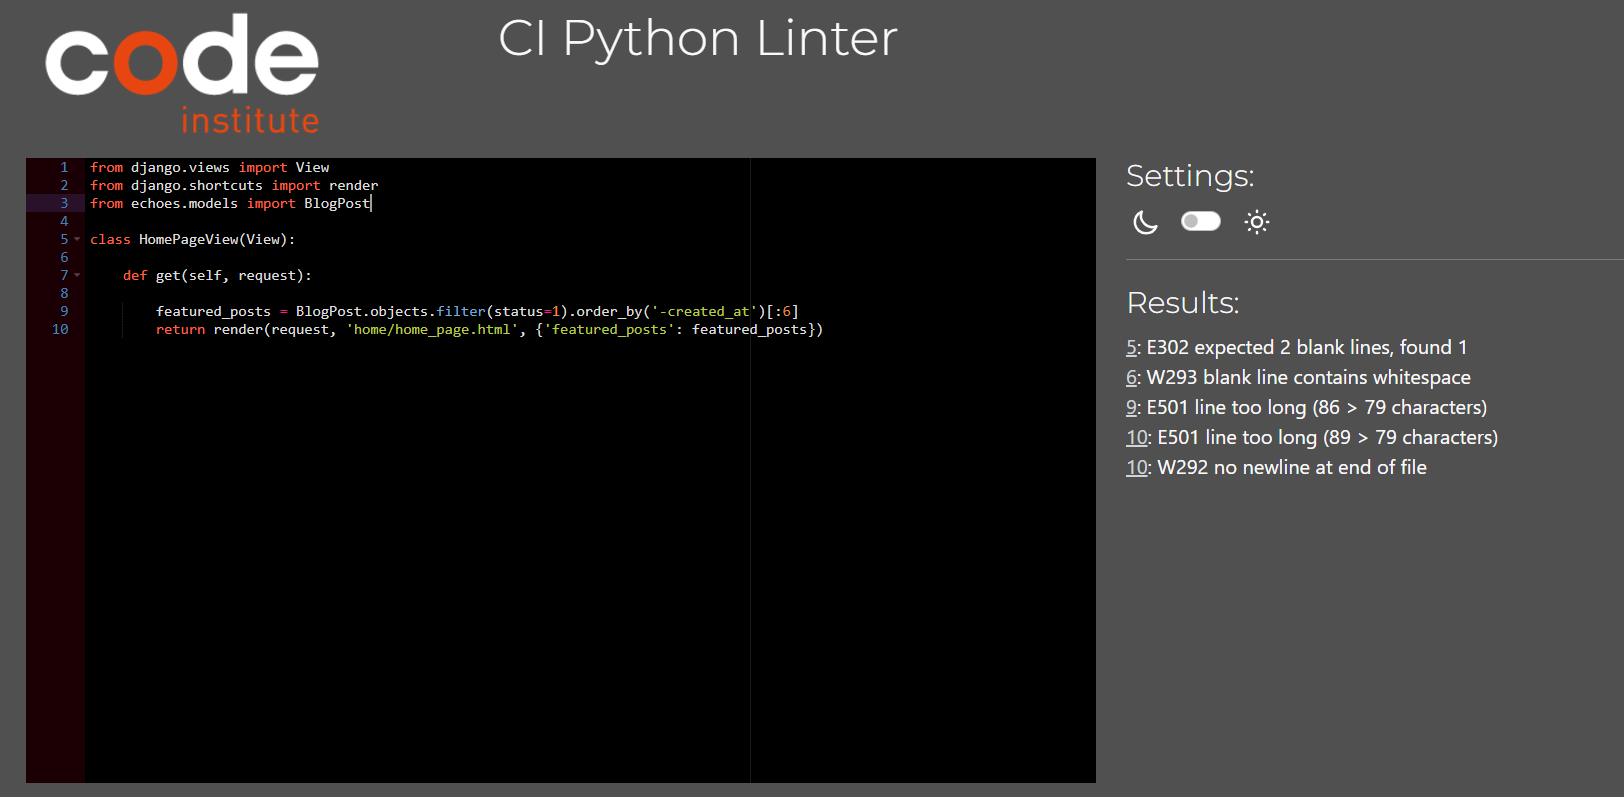 code
institute
CI Python Linter
1 from django.views import View
2 from django.shortcuts import render
3 from echoes.models import BlogPost
4
5 class HomePageView(View):
6
7     def get(self, request):
8
9         featured_posts = BlogPost.objects.filter(status=1).order_by('-created_at')[:6]
10         return render(request, 'home/home_page.html', {'featured_posts': featured_posts})
Settings:
Results:
5: E302 expected 2 blank lines, found 1
6: W293 blank line contains whitespace
9: E501 line too long (86 > 79 characters)
10: E501 line too long (89 > 79 characters)
10: W292 no newline at end of file